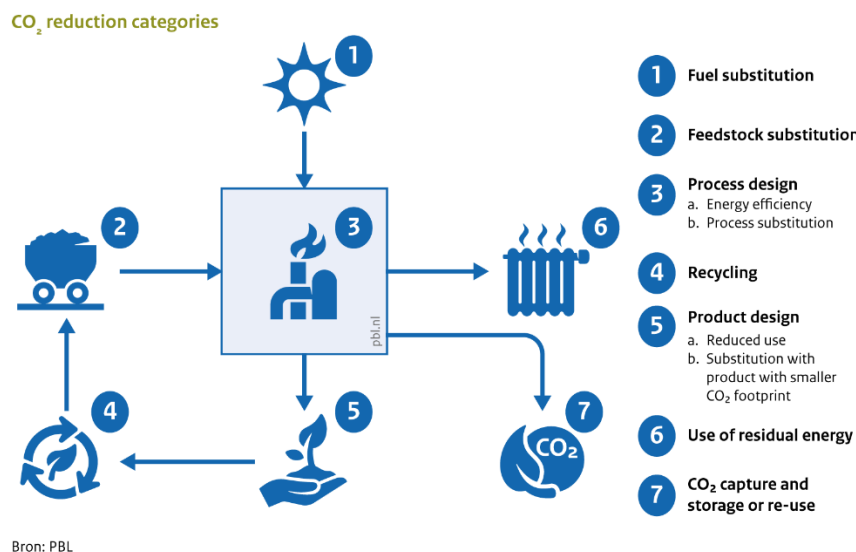 CO₂ reduction categories
1
1 Fuel substitution
2 Feedstock substitution
3 Process design
a. Energy efficiency
b. Process substitution
2
3
6
4 Recycling
pbl.nl
5 Product design
a. Reduced use
b. Substitution with
product with smaller
CO₂ footprint
4
5
7
CO₂
6 Use of residual energy
7 CO₂ capture and
storage or re-use
Bron: PBL